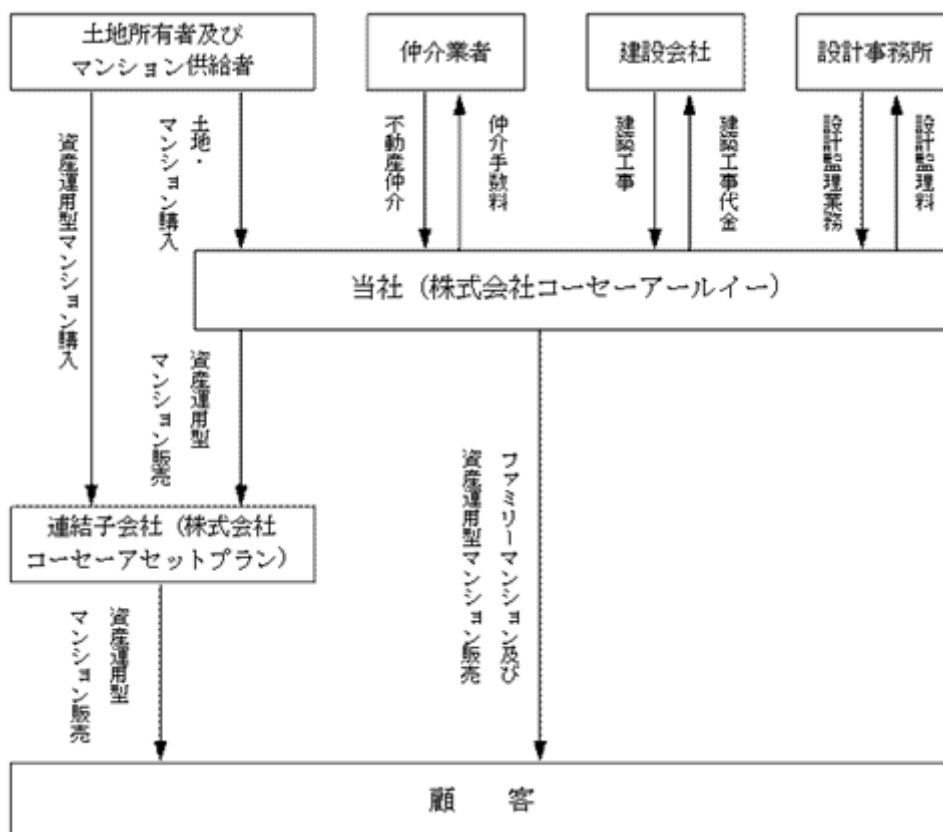 土地所有者及び
マンション供給者
仲介業者
建設会社
設計事務所
資産運用型マンション購入
土地・
マンション購入
不動産仲介
仲介手数料
建築工事
建築工事代金
設計監理業務
設計監理料
当社（株式会社コーセーアールイー）
資産運用型
マンション販売
ファミリーマンション及び
資産運用型マンション販売
連結子会社（株式会社
コーセーアセットプラン）
資産運用型
マンション販売
顧　客